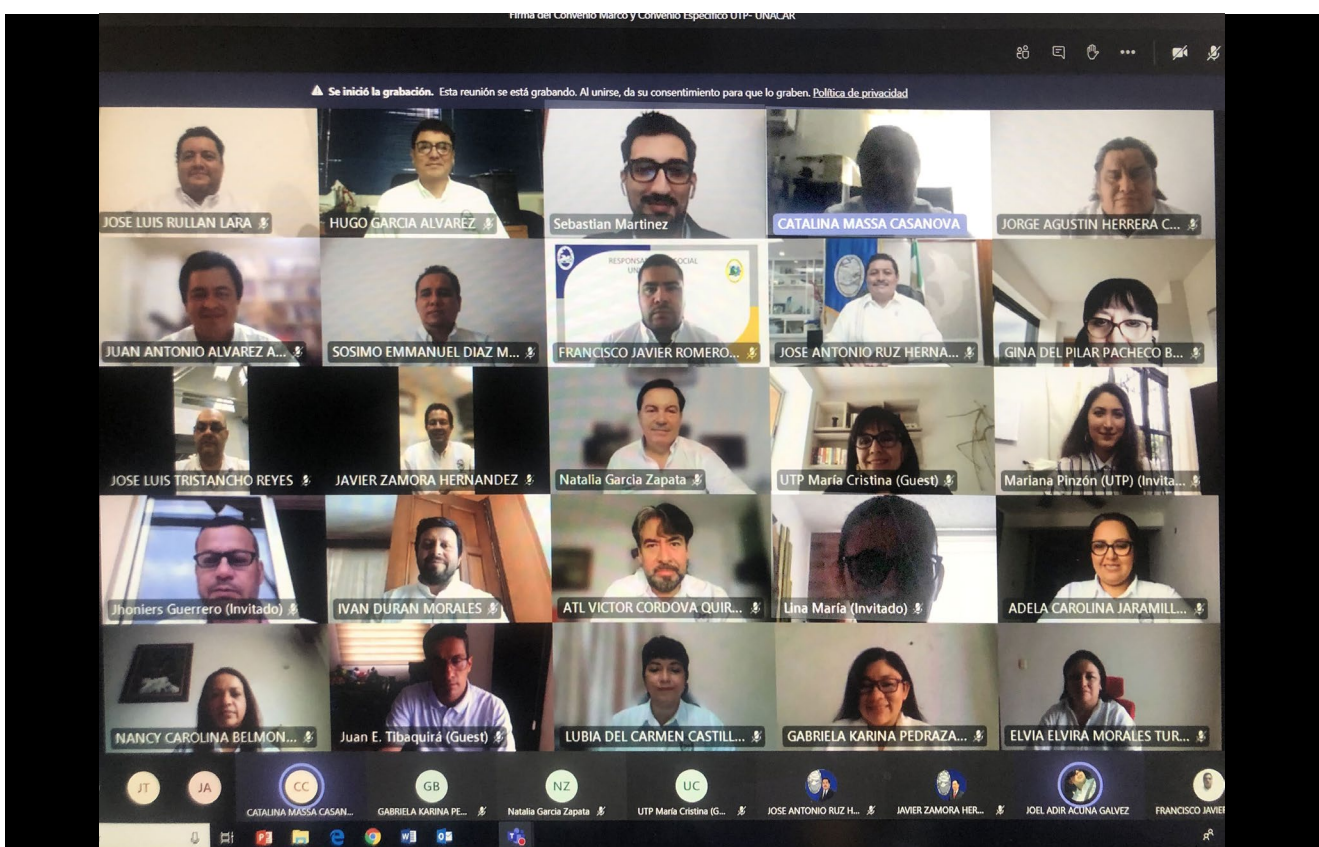 Firma del Convenio Marco y Convenio Específico UTP- UNACAR
Se inició la grabación. Esta reunión se está grabando. Al unirse, da su consentimiento para que lo graben. Política de privacidad
JOSE LUIS RULLAN LARA
HUGO GARCIA ALVAREZ
Sebastian Martinez
CATALINA MASSA CASANOVA
JORGE AGUSTIN HERRERA C...
RESPONSA
SOCIAL
JUAN ANTONIO ALVAREZ A...
SOSIMO EMMANUEL DIAZ M...
FRANCISCO JAVIER ROMERO...
JOSE ANTONIO RUZ HERNA...
GINA DEL PILAR PACHECO B...
JOSE LUIS TRISTANCHO REYES
JAVIER ZAMORA HERNANDEZ
Natalia Garcia Zapata
UTP María Cristina (Guest)
Mariana Pinzón (UTP) (Invita...
Jhoniers Guerrero (Invitado)
IVAN DURAN MORALES
ATL VICTOR CORDOVA QUIR...
Lina María (Invitado)
ADELA CAROLINA JARAMILL...
NANCY CAROLINA BELMON...
Juan E. Tibaquirá (Guest)
LUBIA DEL CARMEN CASTILL...
GABRIELA KARINA PEDRAZA...
ELVIA ELVIRA MORALES TUR...
JT
JA
CC
GB
NZ
UC
CATALINA MASSA CASAN...
GABRIELA KARINA PE...
Natalia Garcia Zapata
UTP María Cristina (G...
JOSE ANTONIO RUZ H...
JAVIER ZAMORA HER...
JOEL ADIR ACUÑA GALVEZ
FRANCISCO JAVIE